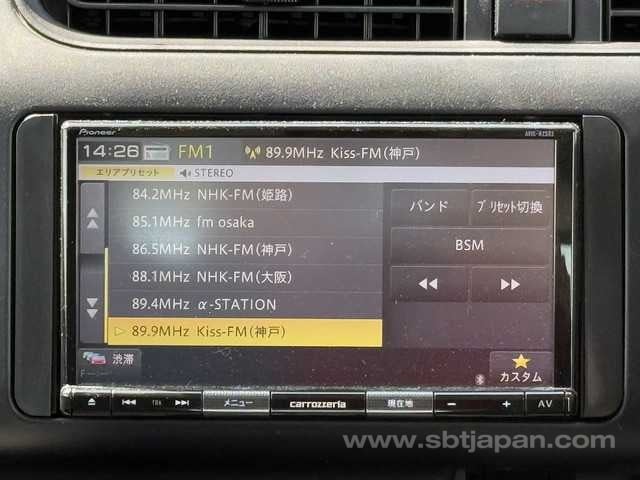 Pioneer
AVIC-RZ502
14:26 FM1 89.9MHz Kiss-FM(神戸)
エリアプリセット STEREO
84.2MHz NHK-FM(姫路)
85.1MHz fm osaka
86.5MHz NHK-FM(神戸)
88.1MHz NHK-FM(大阪)
89.4MHz α-STATION
89.9MHz Kiss-FM(神戸)
バンド プリセット切換
BSM
渋滞
カスタム
TRK メニュー carrozzeria 現在地 − + AV
www.sbtjapan.com